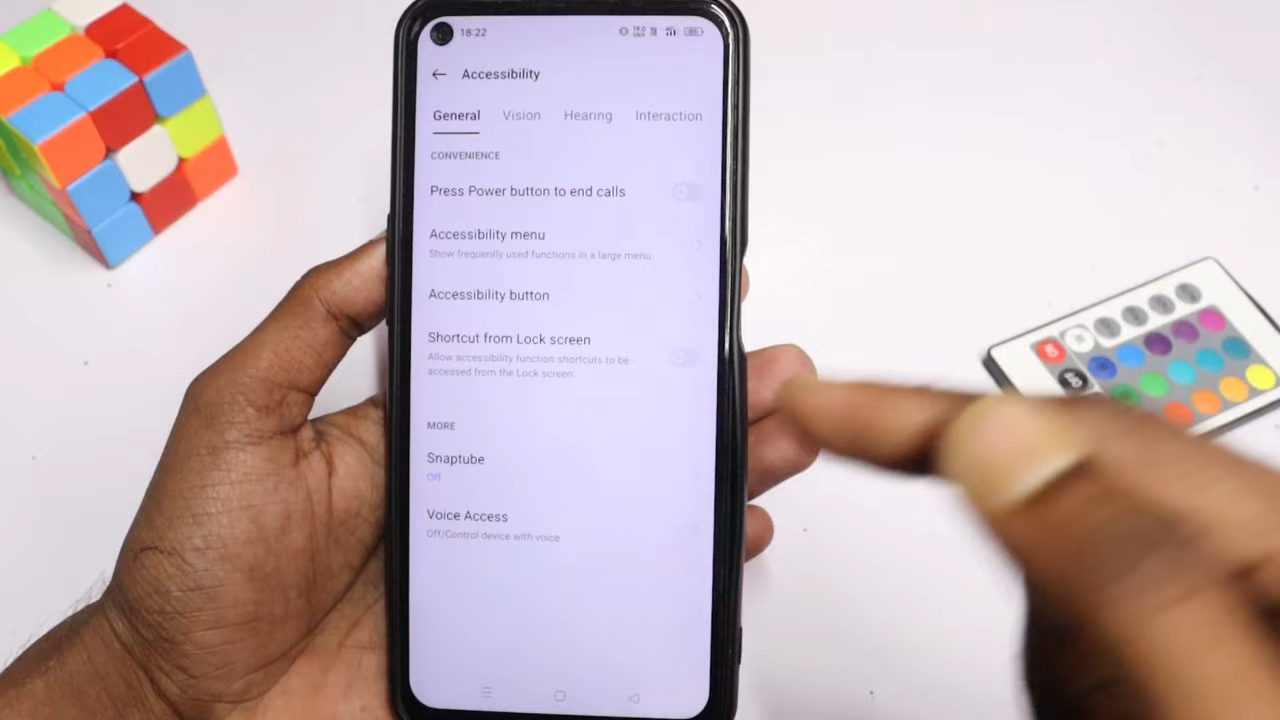 18:22
Accessibility
General Vision Hearing Interaction
CONVENIENCE
Press Power button to end calls
Accessibility menu
Show frequently used functions in a large menu.
Accessibility button
Shortcut from Lock screen
Allow accessibility function shortcuts to be
accessed from the Lock screen.
MORE
Snaptube
Off
Voice Access
Off/Control device with voice